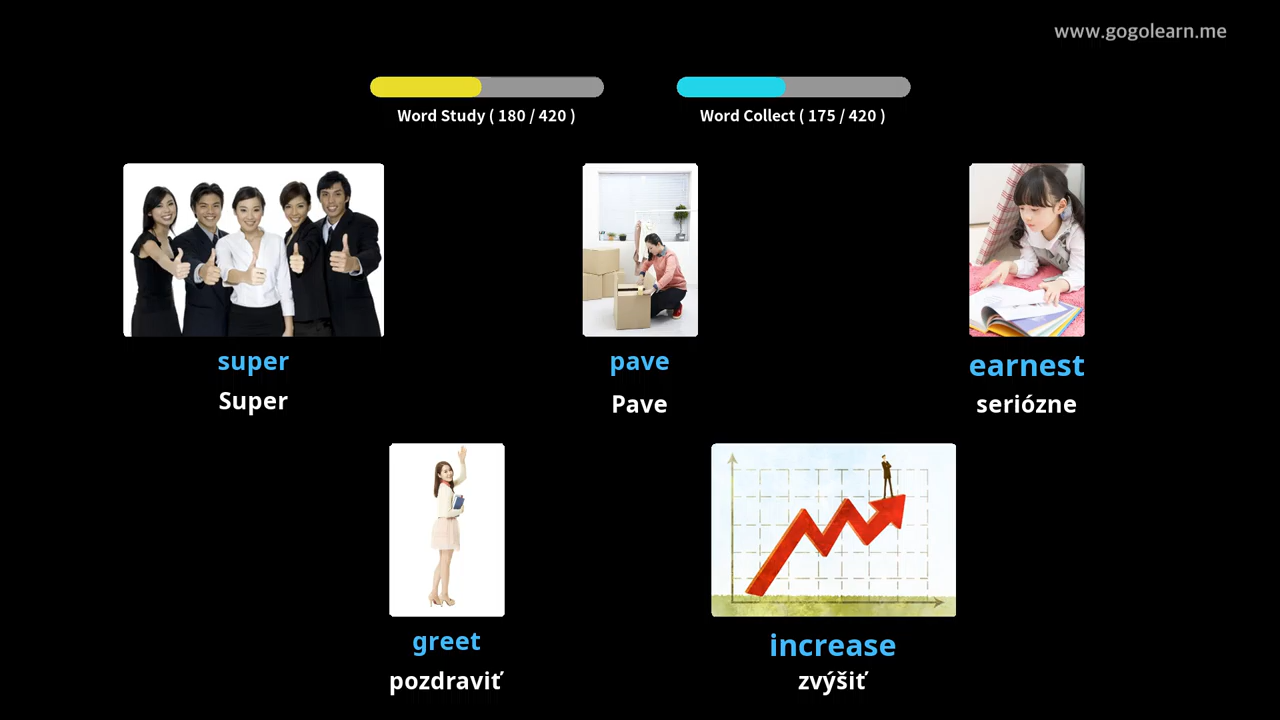 www.gogolearn.me
Word Study ( 180 / 420 )
Word Collect ( 175 / 420 )
super
Super
pave
Pave
earnest
seriózne
greet
pozdraviť
increase
zvýšiť